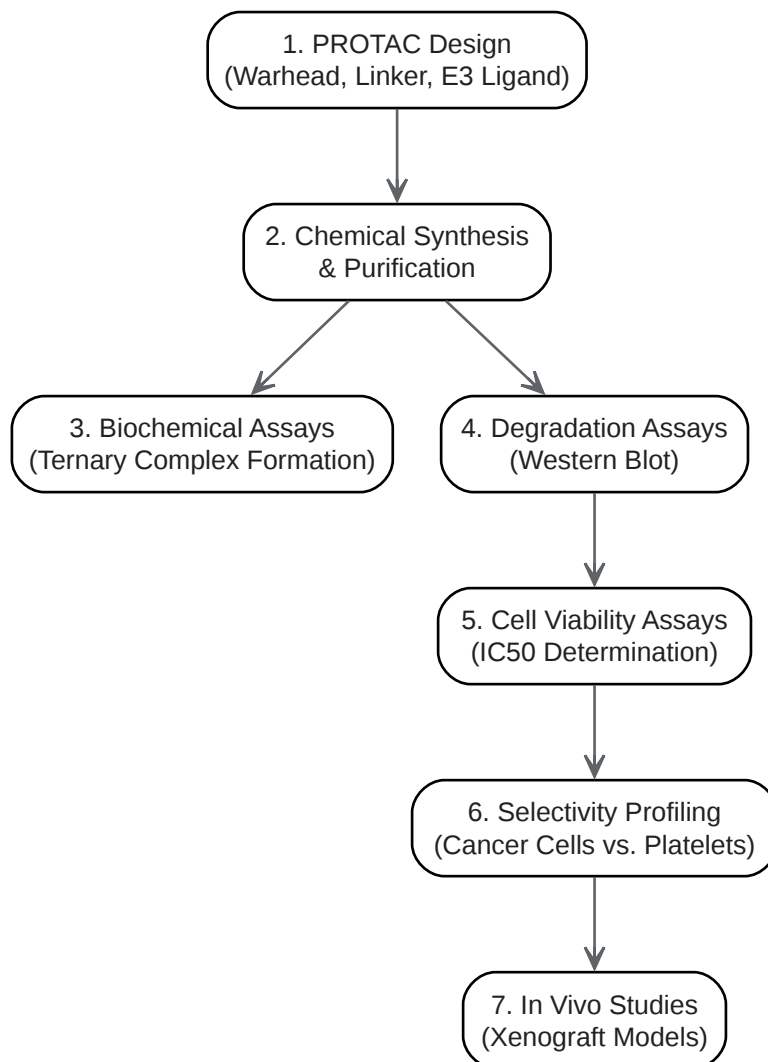 1. PROTAC Design
(Warhead, Linker, E3 Ligand)
2. Chemical Synthesis
& Purification
3. Biochemical Assays
(Ternary Complex Formation)
4. Degradation Assays
(Western Blot)
5. Cell Viability Assays
(IC50 Determination)
6. Selectivity Profiling
(Cancer Cells vs. Platelets)
7. In Vivo Studies
(Xenograft Models)